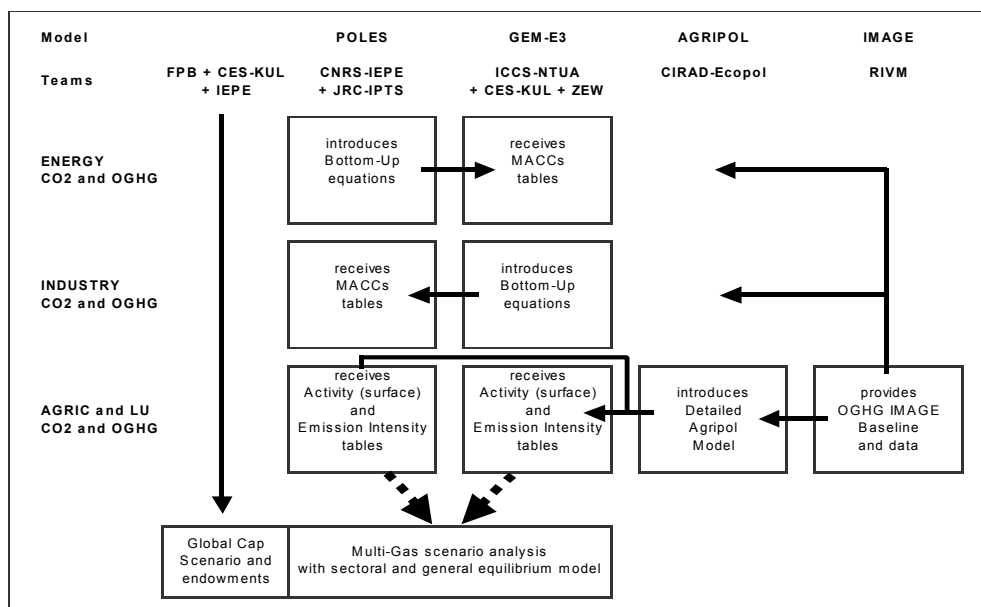 Model POLES GEM-E3 AGRIPOL IMAGE
Teams FPB + CES-KUL CNRS-IEPE ICCS-NTUA CIRAD-Ecopol RIVM
+ IEPE + JRC-IPTS + CES-KUL + ZEW
ENERGY
CO2 and OGHG
introduces
Bottom-Up
equations
receives
MACCs
tables
INDUSTRY
CO2 and OGHG
receives
MACCs
tables
introduces
Bottom-Up
equations
AGRIC and LU
CO2 and OGHG
receives
Activity (surface)
and
Emission Intensity
tables
receives
Activity (surface)
and
Emission Intensity
tables
introduces
Detailed
Agripol
Model
provides
OGHG IMAGE
Baseline
and data
Global Cap
Scenario and
endowments
Multi-Gas scenario analysis
with sectoral and general equilibrium model